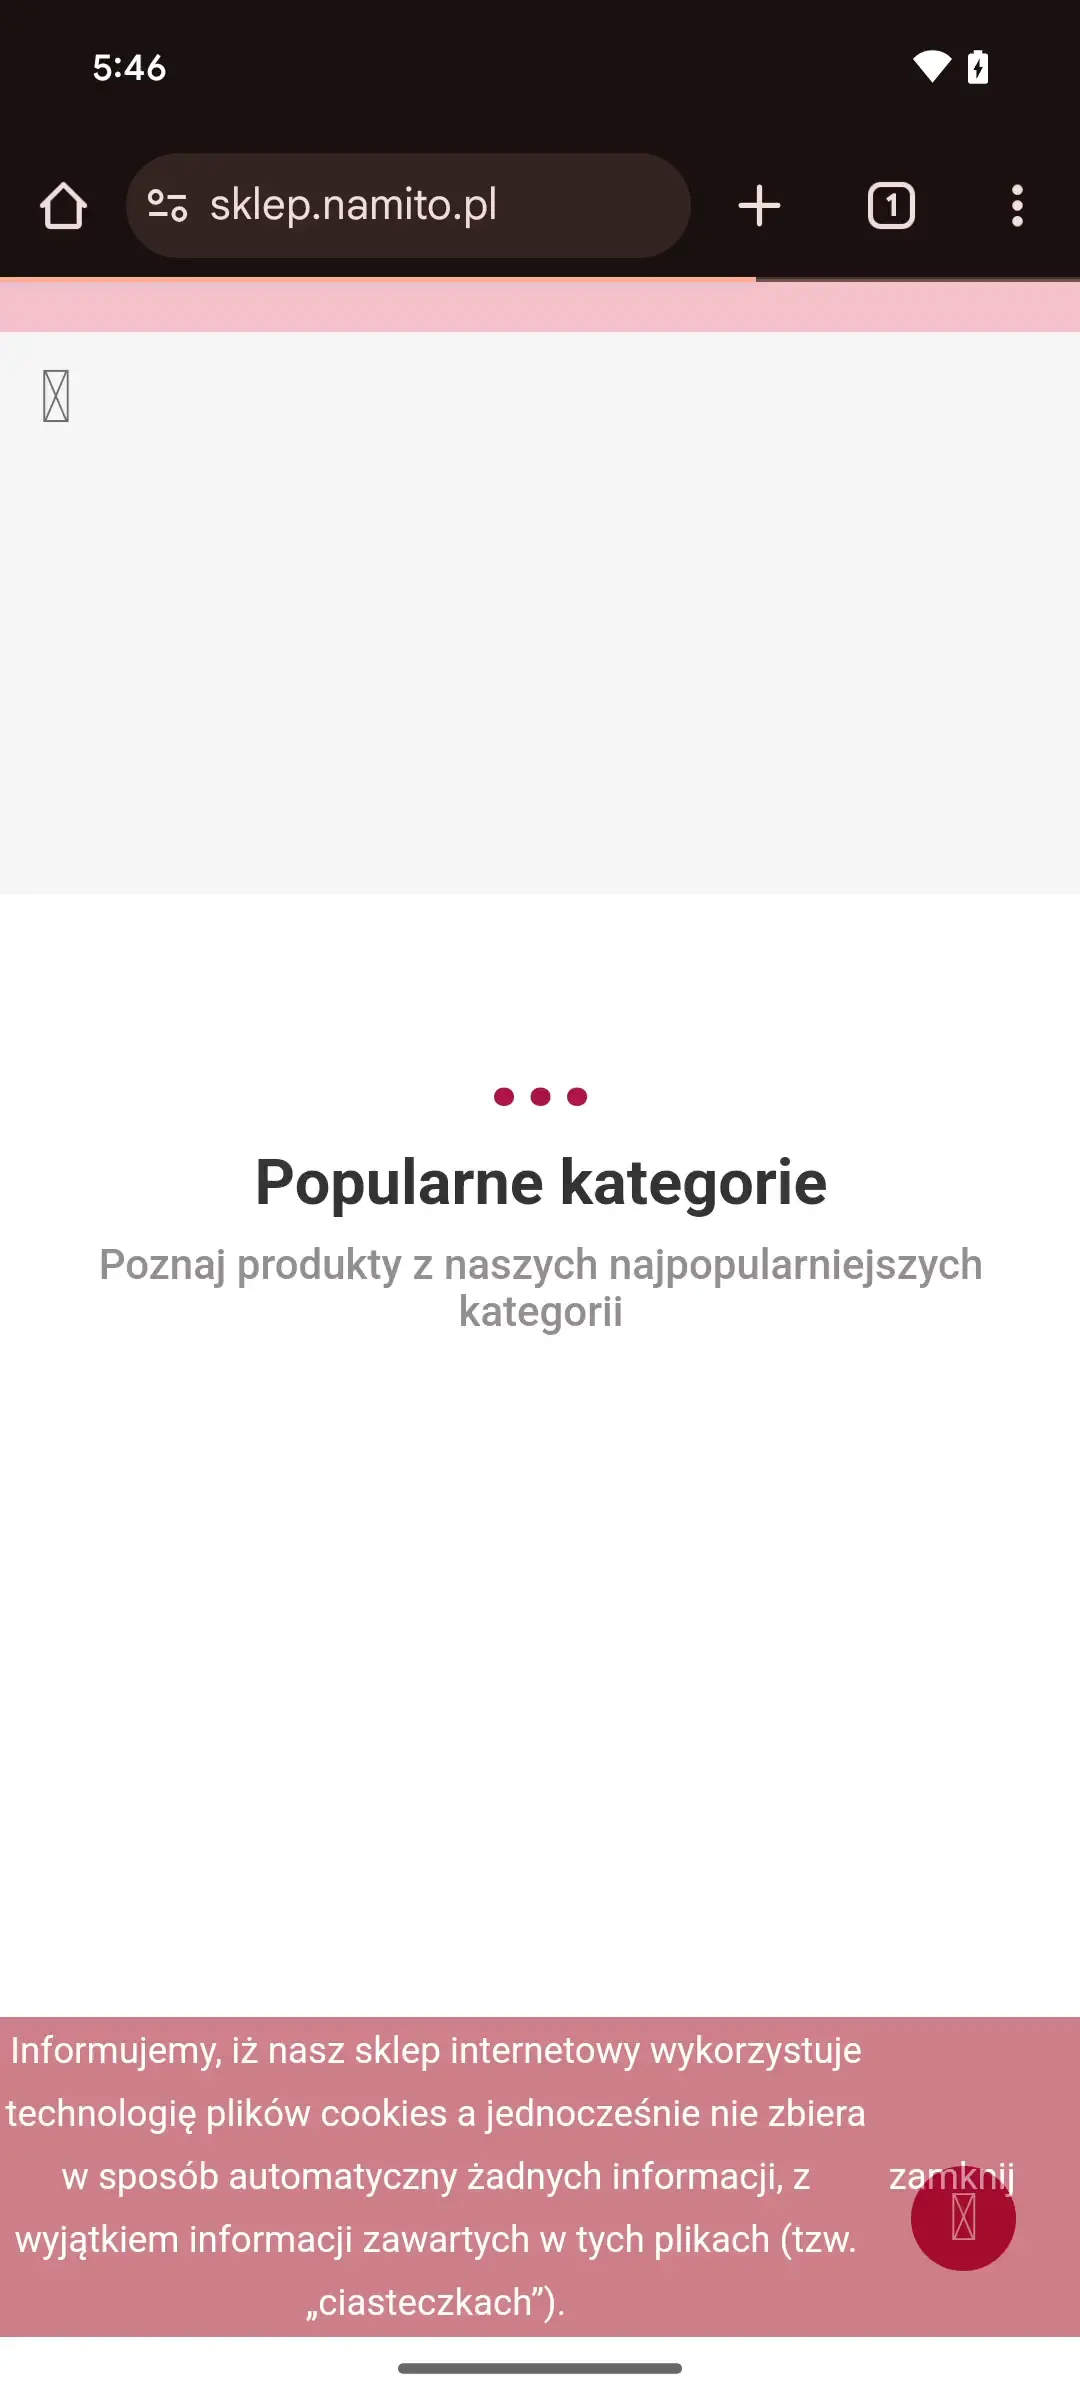 5:46
sklep.namito.pl
1
Popularne kategorie
Poznaj produkty z naszych najpopularniejszych
kategorii
Informujemy, iż nasz sklep internetowy wykorzystuje
technologię plików cookies a jednocześnie nie zbiera
w sposób automatyczny żadnych informacji, z
wyjątkiem informacji zawartych w tych plikach (tzw.
„ciasteczkach”).
zamknij